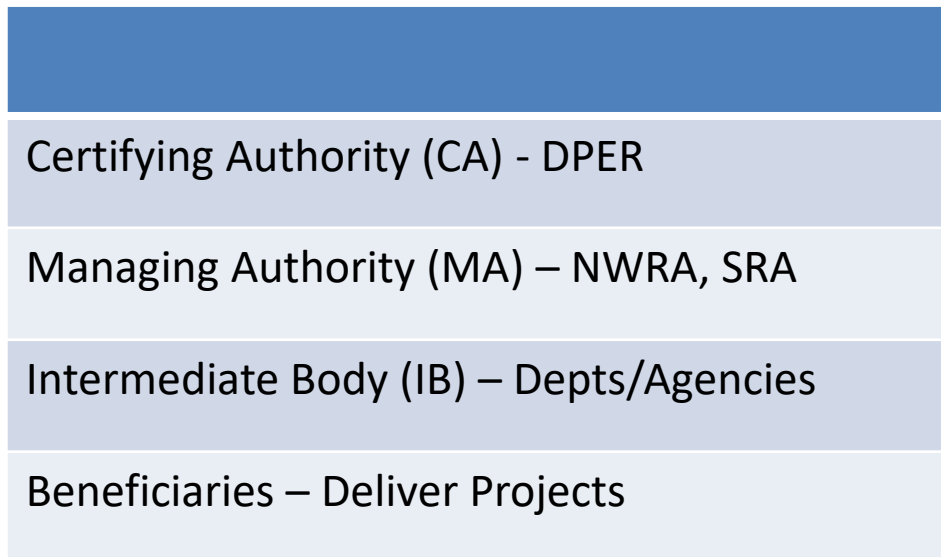 Certifying Authority (CA) - DPER
Managing Authority (MA) – NWRA, SRA
Intermediate Body (IB) – Depts/Agencies
Beneficiaries – Deliver Projects